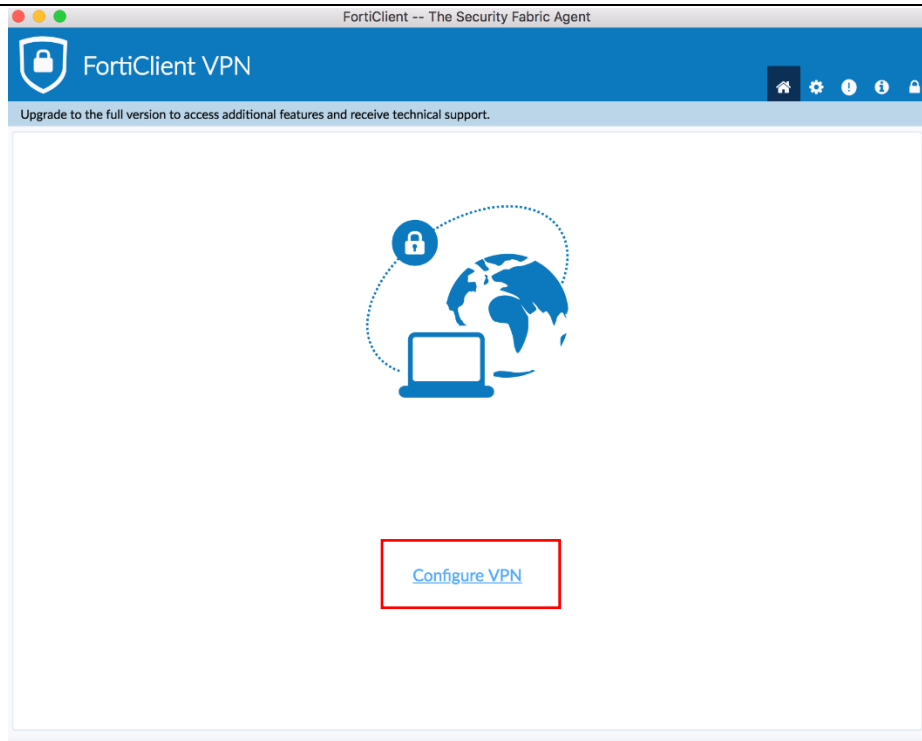 FortiClient -- The Security Fabric Agent
FortiClient VPN
Upgrade to the full version to access additional features and receive technical support.
Configure VPN